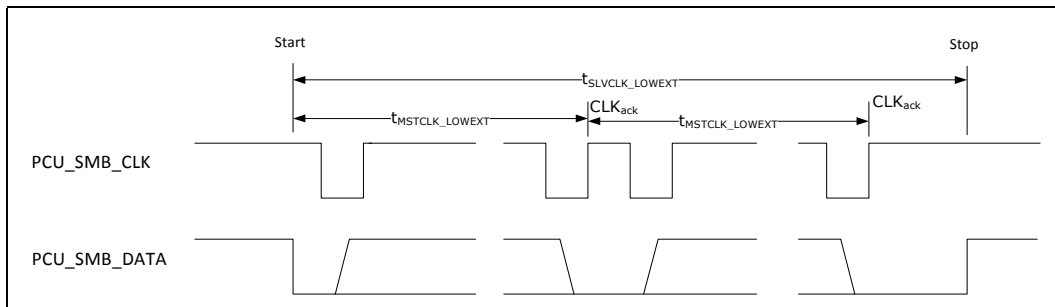 Start Stop
tSLVCLK_LOWEXT
tMSTCLK_LOWEXT CLKack tMSTCLK_LOWEXT CLKack
PCU_SMB_CLK
PCU_SMB_DATA